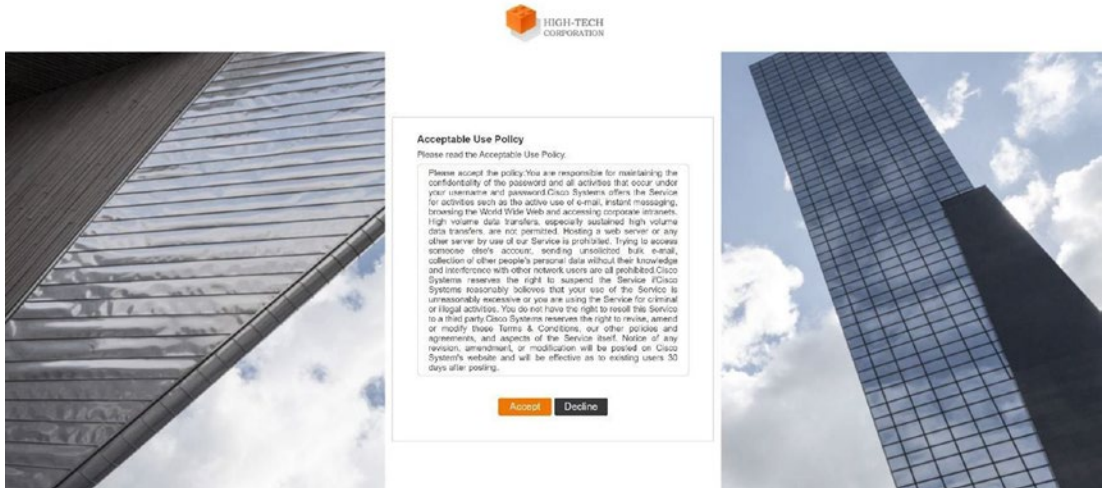 HIGH-TECH
CORPORATION
Acceptable Use Policy
Please read the Acceptable Use Policy.
Please accept the policy:You are responsible for maintaining the
confidentiality of the password and all activities that occur under
your username and password.Cisco Systems offers the Service
for activities such as the active use of e-mail, instant messaging,
browsing the World Wide Web and accessing corporate intranets.
High volume data transfers, especially sustained high volume
data transfers, are not permitted. Hosting a web server or any
other server by use of our Service is prohibited. Trying to access
someone else's account, sending unsolicited bulk e-mail,
collection of other people's personal data without their knowledge
and interference with other network users are all prohibited.Cisco
Systems reserves the right to suspend the Service if Cisco
Systems reasonably believes that your use of the Service is
unreasonably excessive or you are using the Service for criminal
or illegal activities. You do not have the right to resell this Service
to a third party.Cisco Systems reserves the right to revise, amend
or modify these Terms & Conditions, our other policies and
agreements, and aspects of the Service itself. Notice of any
revision, amendment, or modification will be posted on Cisco
System's website and will be effective as to existing users 30
days after posting.
Accept Decline